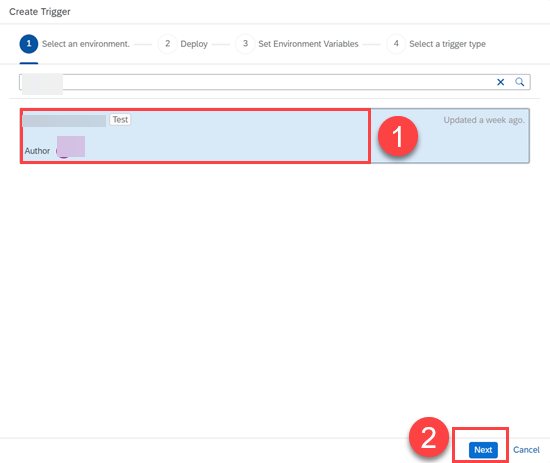 Create Trigger
1 Select an environment. 2 Deploy 3 Set Environment Variables 4 Select a trigger type
Test Updated a week ago.
1
Author
2
Next Cancel